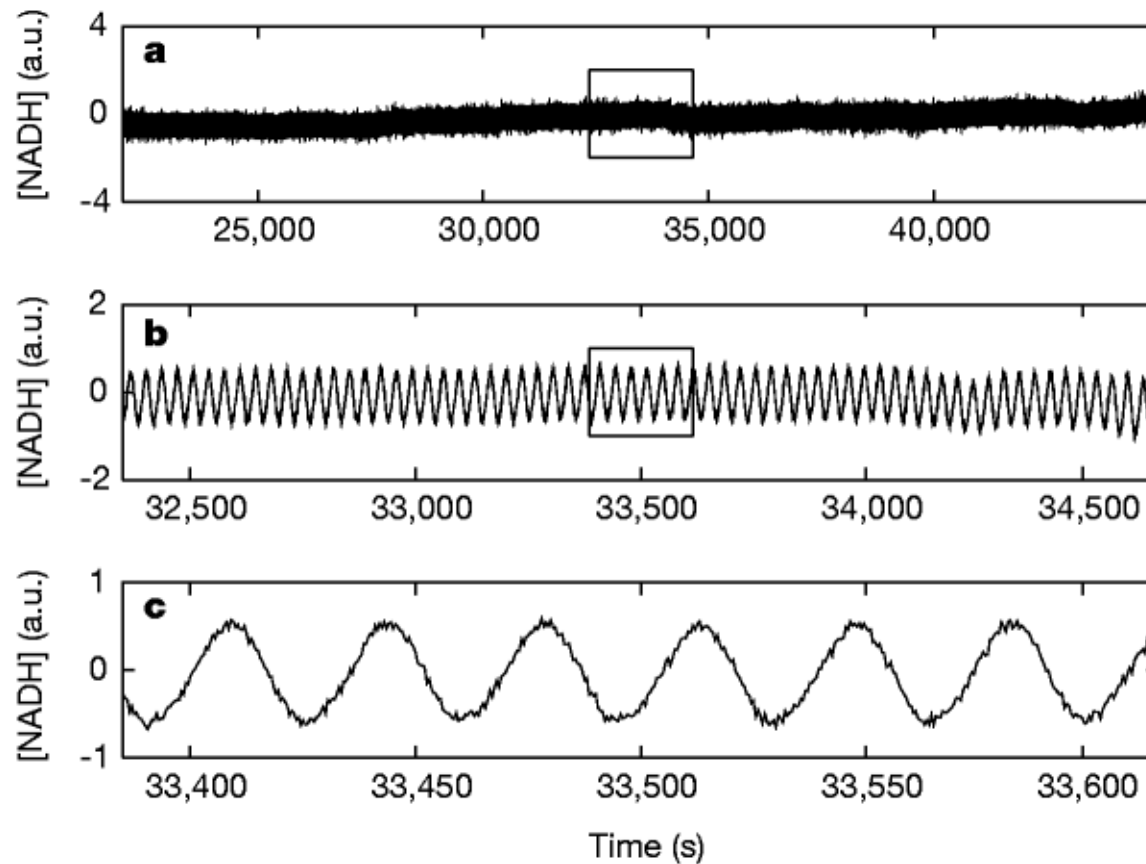 [NADH] (a.u.)
a
4
0
-4
25,000 30,000 35,000 40,000
[NADH] (a.u.)
b
2
0
-2
32,500 33,000 33,500 34,000 34,500
[NADH] (a.u.)
c
1
0
-1
33,400 33,450 33,500 33,550 33,600
Time (s)